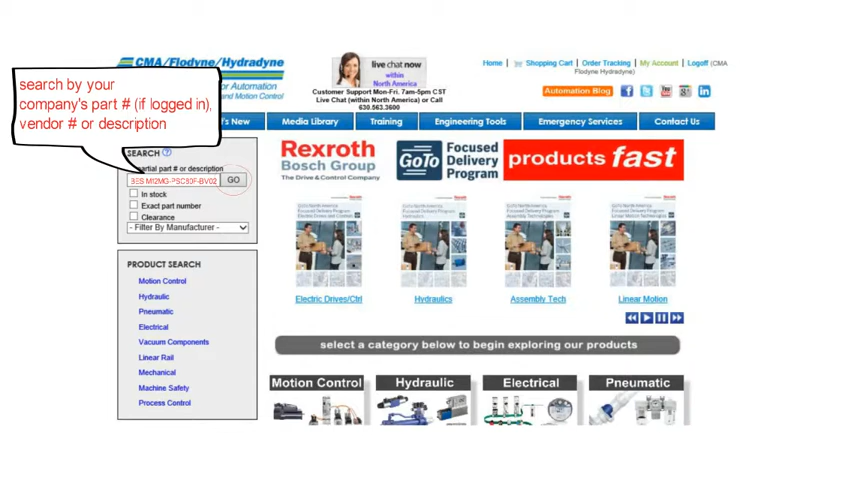 CMA/Flodyne/Hydradyne
for Automation
and Motion Control
live chat now
within
North America
Customer Support Mon-Fri. 7am-5pm CST
Live Chat (within North America) or Call
630.563.3600
Home | Shopping Cart | Order Tracking | My Account | Logoff (CMA
Flodyne Hydradyne)
Automation Blog
search by your
company's part # (if logged in),
vendor # or description
What's New
Media Library
Training
Engineering Tools
Emergency Services
Contact Us
SEARCH
partial part # or description
BES M12MG-PSC80F-BV02
GO
In stock
Exact part number
Clearance
- Filter By Manufacturer -
PRODUCT SEARCH
Motion Control
Hydraulic
Pneumatic
Electrical
Vacuum Components
Linear Rail
Mechanical
Machine Safety
Process Control
Rexroth
Bosch Group
The Drive & Control Company
GoTo
Focused
Delivery
Program
products fast
Electric Drives/Ctrl
Hydraulics
Assembly Tech
Linear Motion
select a category below to begin exploring our products
Motion Control
Hydraulic
Electrical
Pneumatic